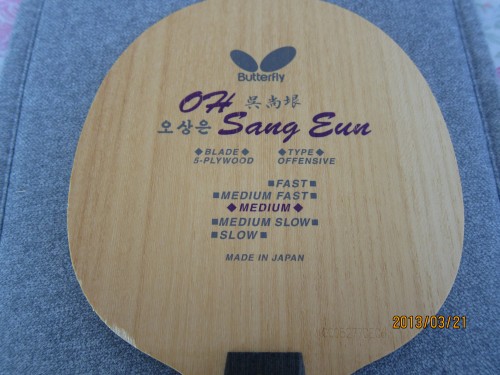 Butterfly
OH 吳尚垠
오상은 Sang Eun
◆BLADE◆ ◆TYPE◆
5-PLYWOOD OFFENSIVE
■FAST■
■MEDIUM FAST■
◆MEDIUM◆
■MEDIUM SLOW■
■SLOW■
MADE IN JAPAN
2013/03/21